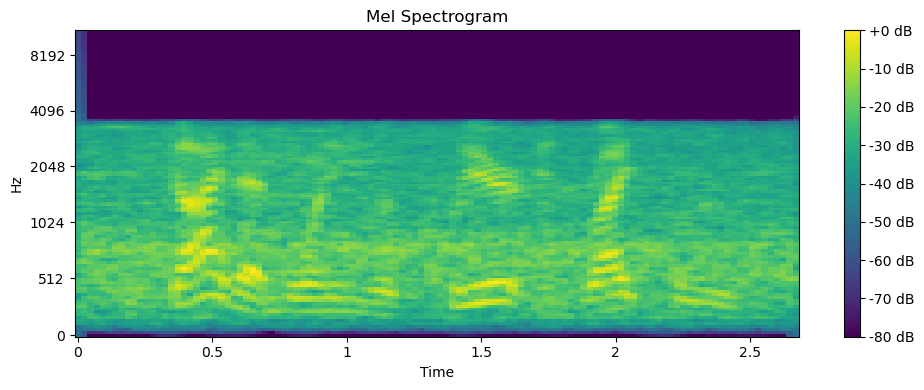 Mel Spectrogram
Hz
8192
4096
2048
1024
512
0
0
0.5
1
1.5
2
2.5
Time
+0 dB
-10 dB
-20 dB
-30 dB
-40 dB
-50 dB
-60 dB
-70 dB
-80 dB